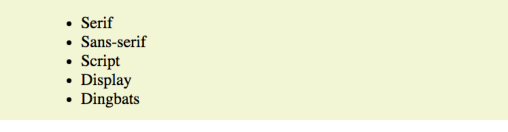 • Serif
• Sans-serif
• Script
• Display
• Dingbats